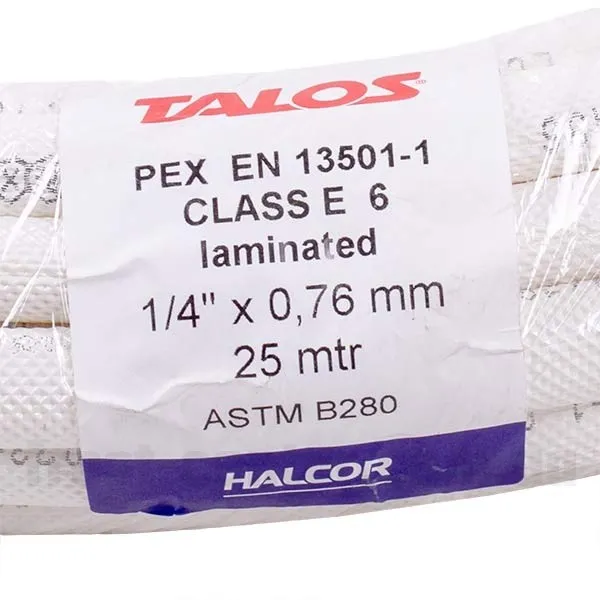 TALOS®
PEX EN 13501-1
CLASS E 6
laminated
1/4" x 0,76 mm
25 mtr
ASTM B280
HALCOR